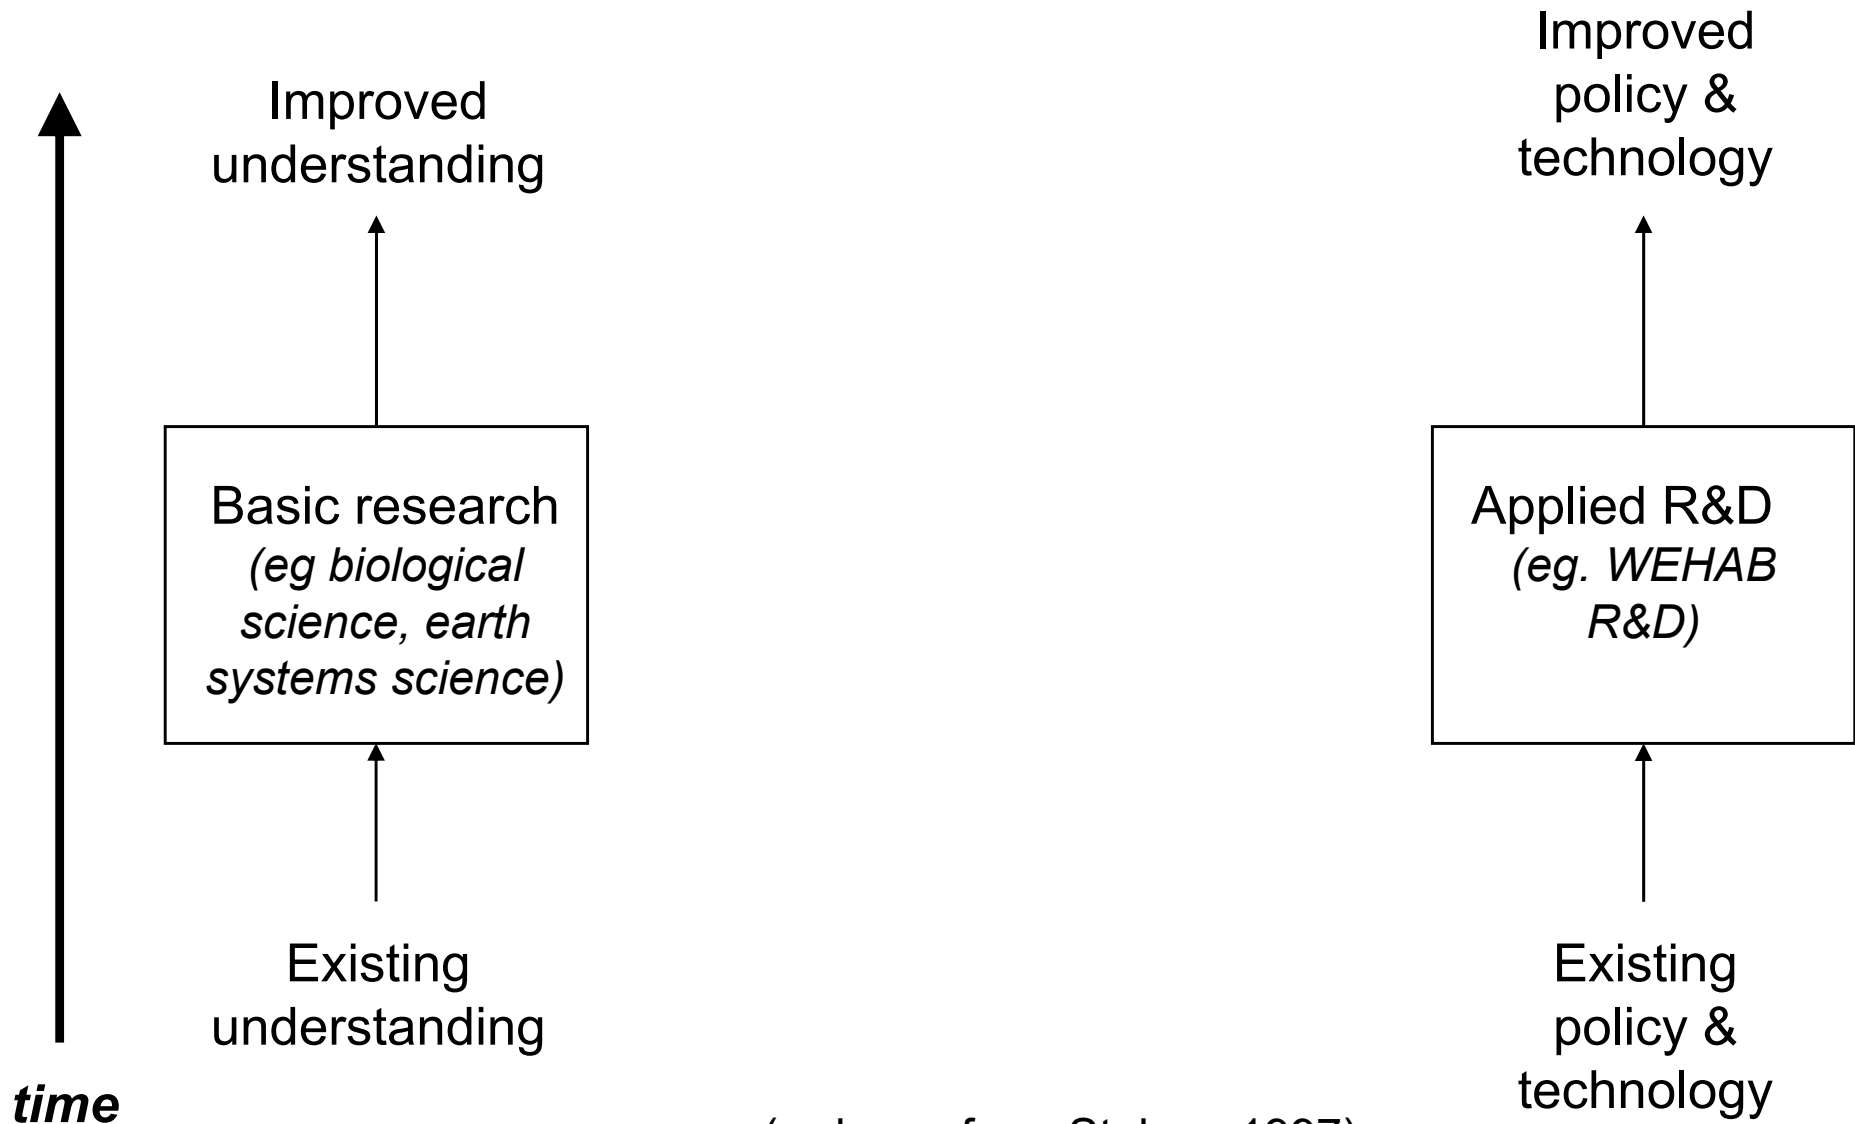 Improved
understanding
Improved
policy &
technology
Basic research
(eg biological
science, earth
systems science)
Applied R&D
(eg. WEHAB
R&D)
Existing
understanding
Existing
policy &
technology
time